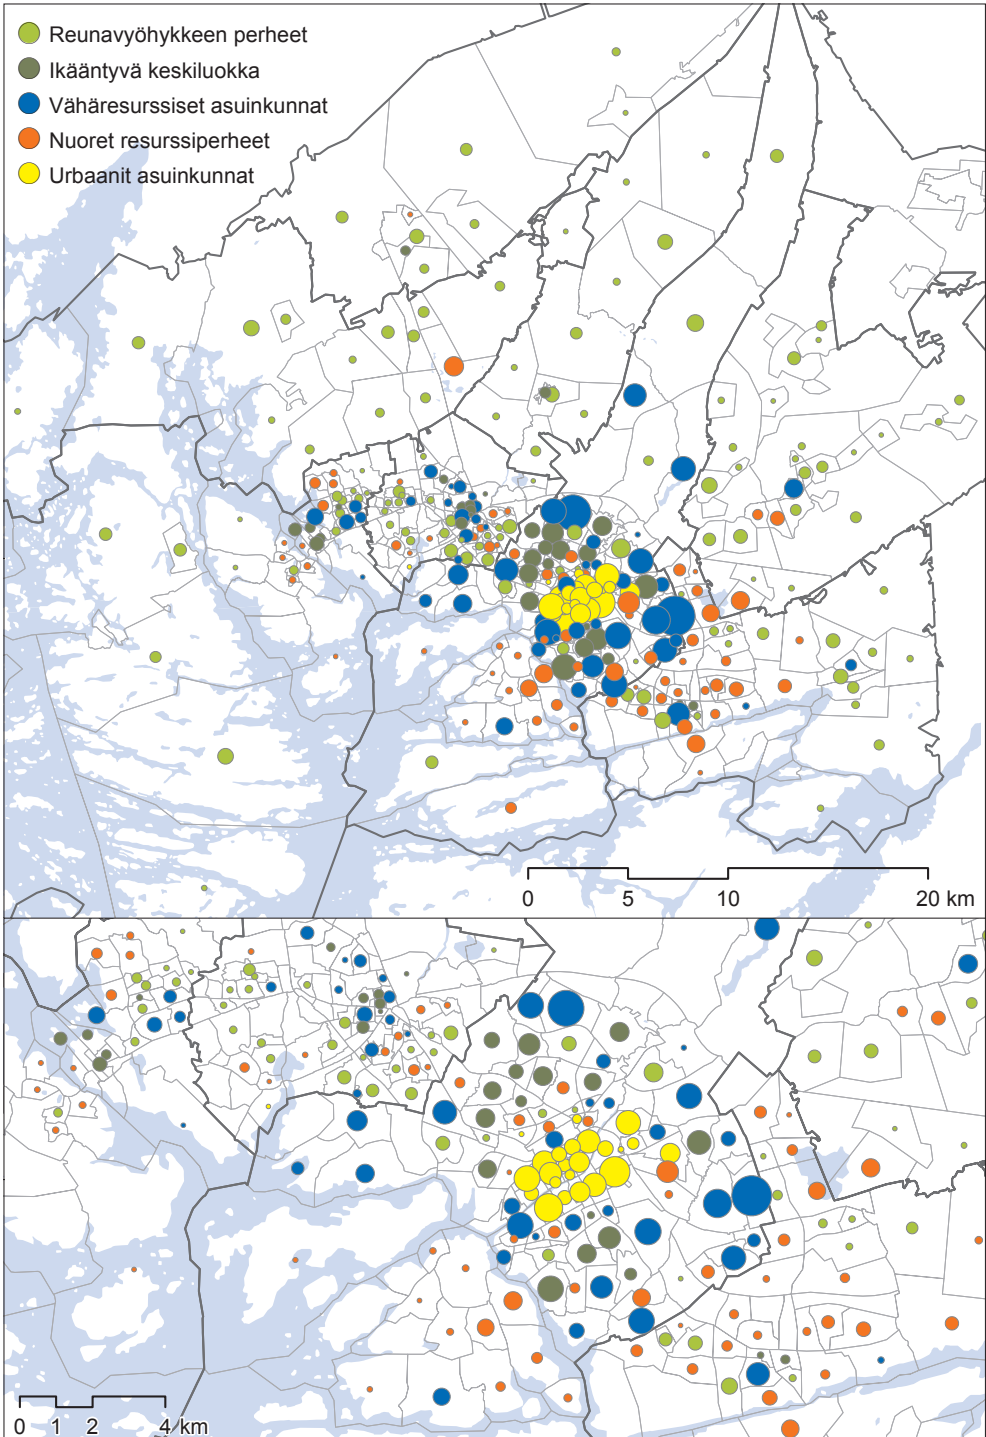 Reunavyöhykkeen perheet
Ikääntyvä keskiluokka
Vähäresurssiset asuinkunnat
Nuoret resurssiperheet
Urbaanit asuinkunnat
0 5 10 20 km
0 1 2 4 km